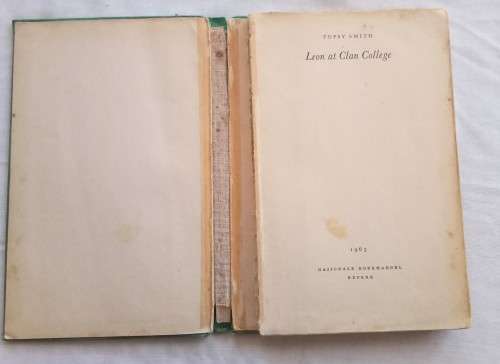 TOPSY SMITH
Leon at Clan College
1963
NASIONALE BOEKHANDEL
BEPERK